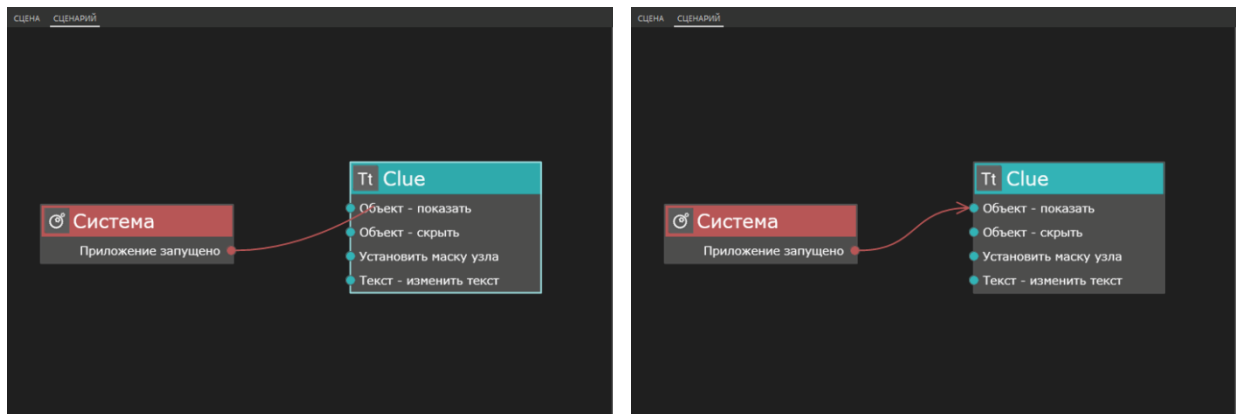 СЦЕНА СЦЕНАРИЙ
Tt Clue
Объект - показать
Система
Объект - скрыть
Приложение запущено
Установить маску узла
Текст - изменить текст
СЦЕНА СЦЕНАРИЙ
Tt Clue
Объект - показать
Система
Объект - скрыть
Приложение запущено
Установить маску узла
Текст - изменить текст